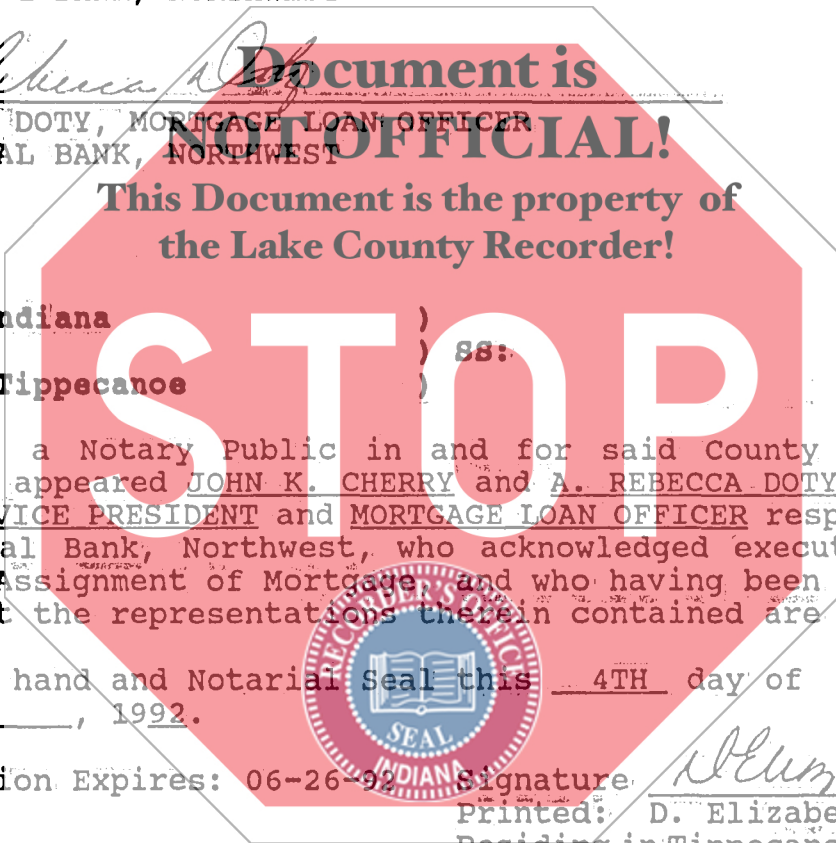 Document is
DOTY, MORTGAGE LOAN OFFICER
NOT OFFICIAL!
AL BANK, NORTHWEST
This Document is the property of
the Lake County Recorder!
ndiana )
) SS:
Tippecanoe )
STOP
a Notary Public in and for said County
appeared JOHN K. CHERRY and A. REBECCA DOTY
VICE PRESIDENT and MORTGAGE LOAN OFFICER resp
al Bank, Northwest, who acknowledged execut
Assignment of Mortgage, and who having been
t the representations therein contained are
RECORDER'S OFFICE
hand and Notarial Seal this 4TH day of
, 1992.
SEAL
INDIANA
ion Expires: 06-26-92 Signature
Printed: D. Elizabe
Residing in Tippecano